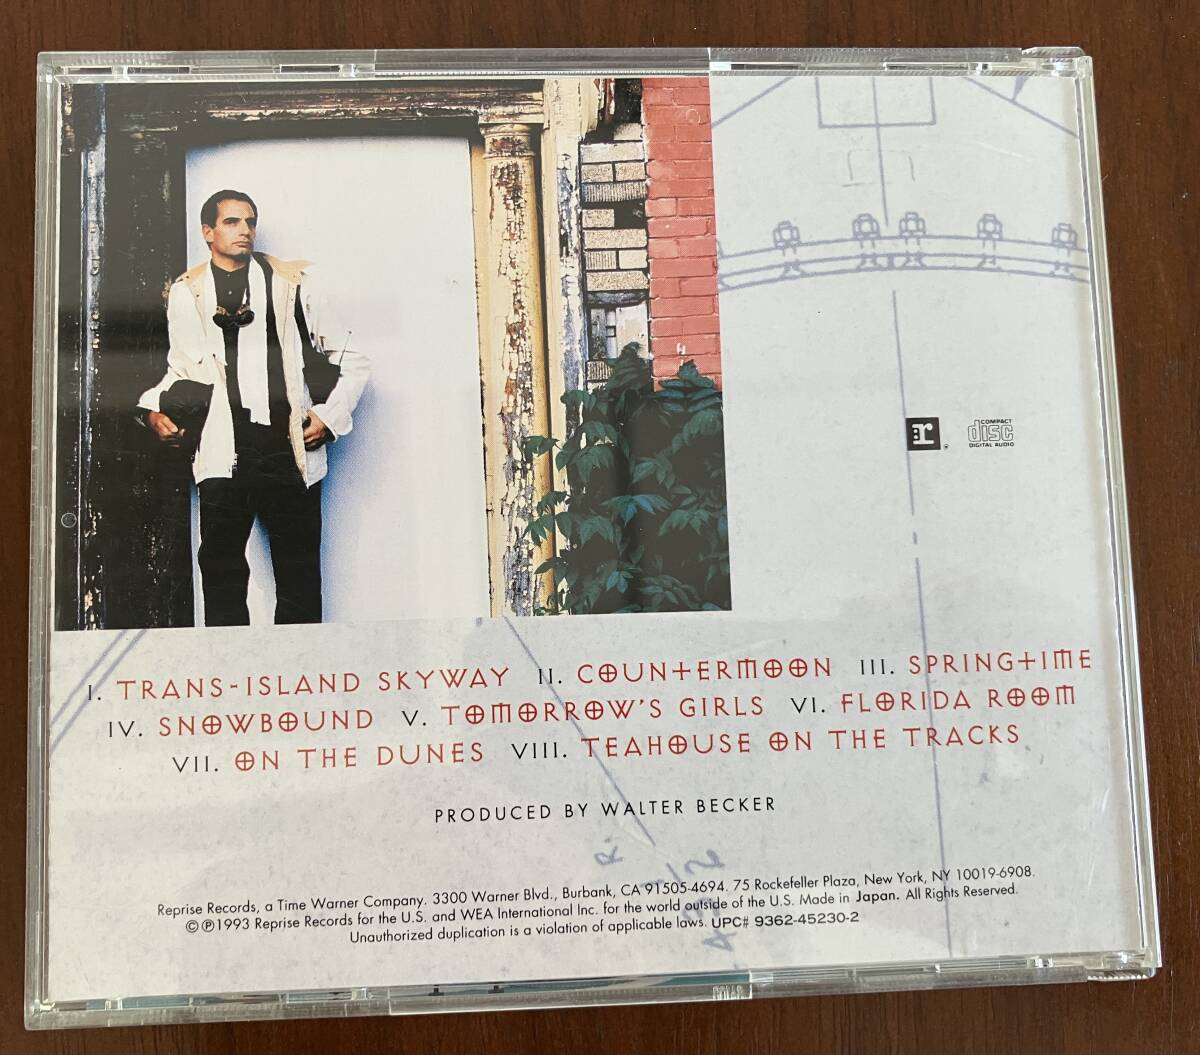 I. TRANS-ISLAND SKYWAY II. COUNTERMOON III. SPRINGTIME
IV. SNOWBOUND V. TOMORROW'S GIRLS VI. FLORIDA ROOM
VII. ON THE DUNES VIII. TEAHOUSE ON THE TRACKS
PRODUCED BY WALTER BECKER
r
COMPACT
disc
DIGITAL AUDIO
R.
Reprise Records, a Time Warner Company. 3300 Warner Blvd., Burbank, CA 91505-4694. 75 Rockefeller Plaza, New York, NY 10019-6908.
©℗1993 Reprise Records for the U.S. and WEA International Inc. for the world outside of the U.S. Made in Japan. All Rights Reserved.
Unauthorized duplication is a violation of applicable laws. UPC# 9362-45230-2